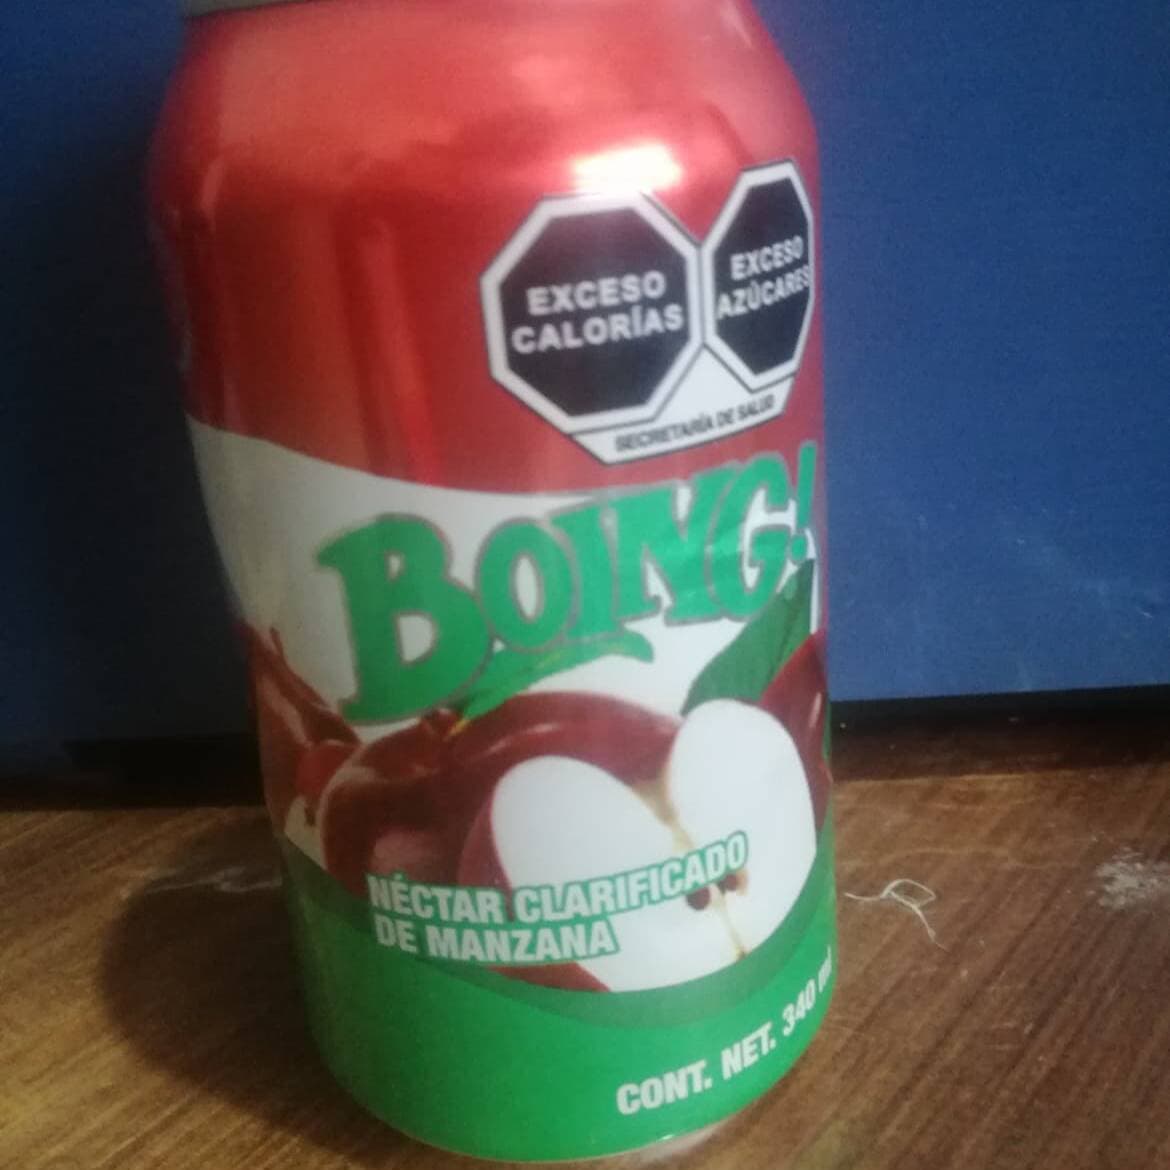 EXCESO
CALORÍAS
EXCESO
AZÚCARES
SECRETARÍA DE SALUD
BOING!
NÉCTAR CLARIFICADO
DE MANZANA
CONT. NET. 340 ml